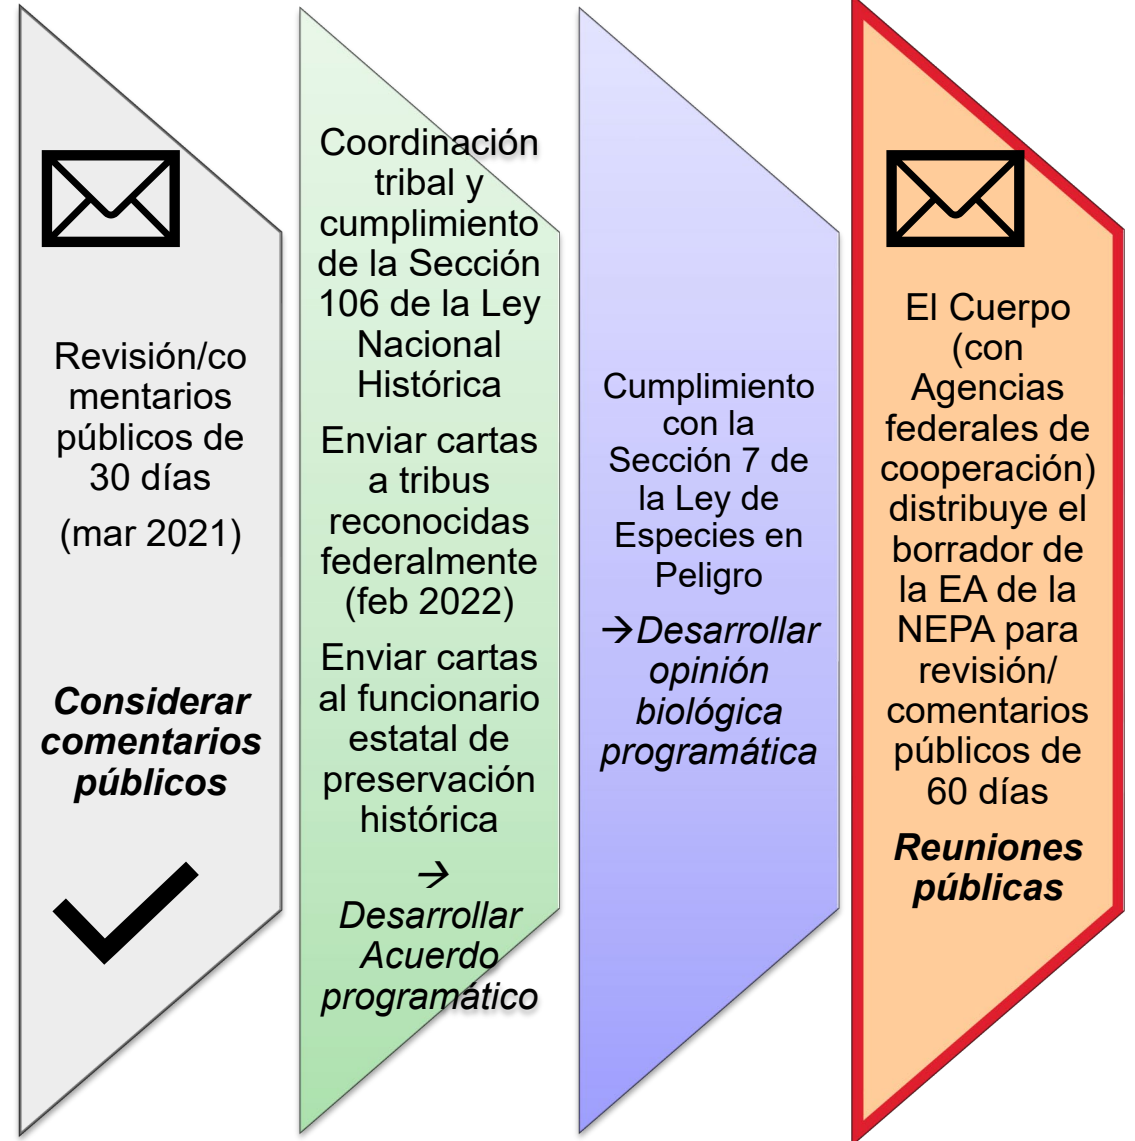 Revisión/co
mentarios
públicos de
30 días
(mar 2021)
Considerar
comentarios
públicos
Coordinación
tribal y
cumplimiento
de la Sección
106 de la Ley
Nacional
Histórica
Enviar cartas
a tribus
reconocidas
federalmente
(feb 2022)
Enviar cartas
al funcionario
estatal de
preservación
histórica
→
Desarrollar
Acuerdo
programático
Cumplimiento
con la
Sección 7 de
la Ley de
Especies en
Peligro
→Desarrollar
opinión
biológica
programática
El Cuerpo
(con
Agencias
federales de
cooperación)
distribuye el
borrador de
la EA de la
NEPA para
revisión/
comentarios
públicos de
60 días
Reuniones
públicas